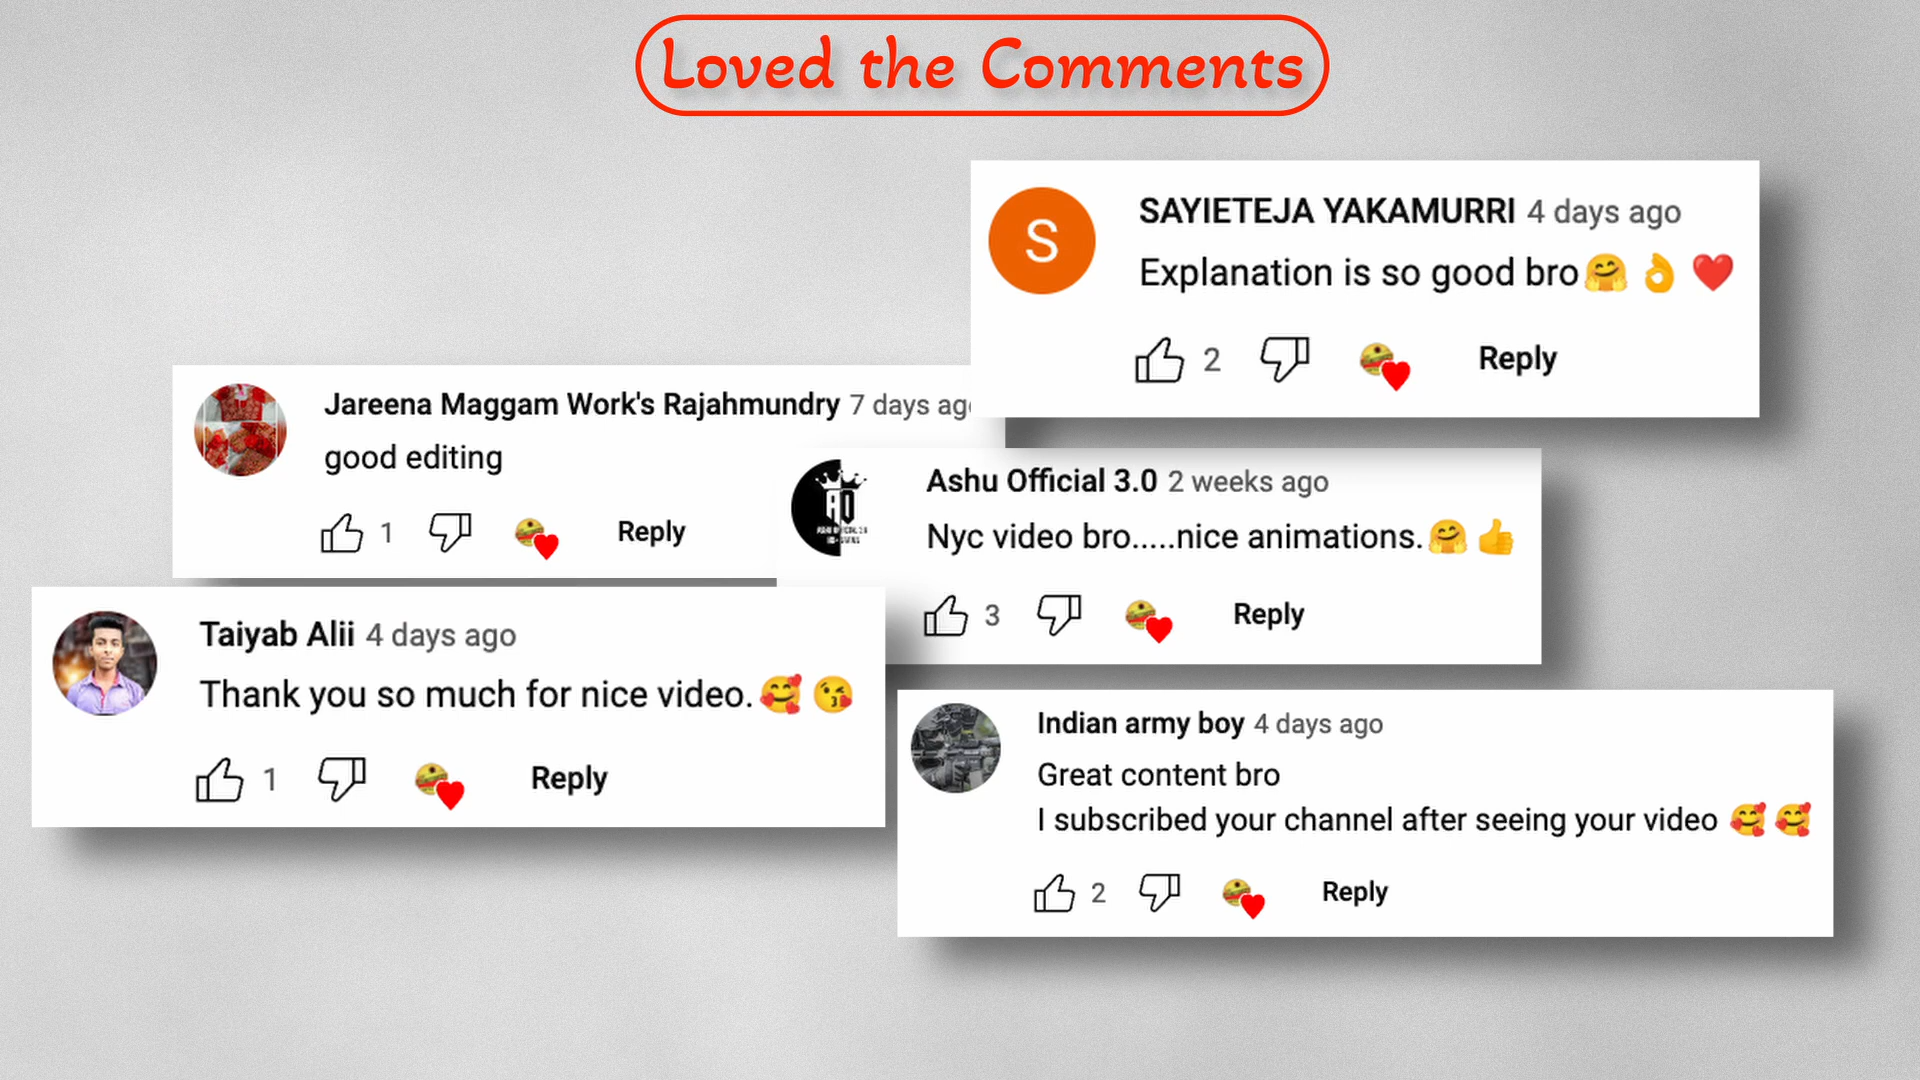 Loved the Comments
S
SAYIETEJA YAKAMURRI 4 days ago
Explanation is so good bro🤗👌❤️
2 Reply
Jareena Maggam Work's Rajahmundry 7 days ago
good editing
1 Reply
AO
Ashu Official 3.0 2 weeks ago
Nyc video bro.....nice animations.🤗👍
3 Reply
Taiyab Alii 4 days ago
Thank you so much for nice video.🥰😘
1 Reply
Indian army boy 4 days ago
Great content bro
I subscribed your channel after seeing your video 🥰🥰
2 Reply